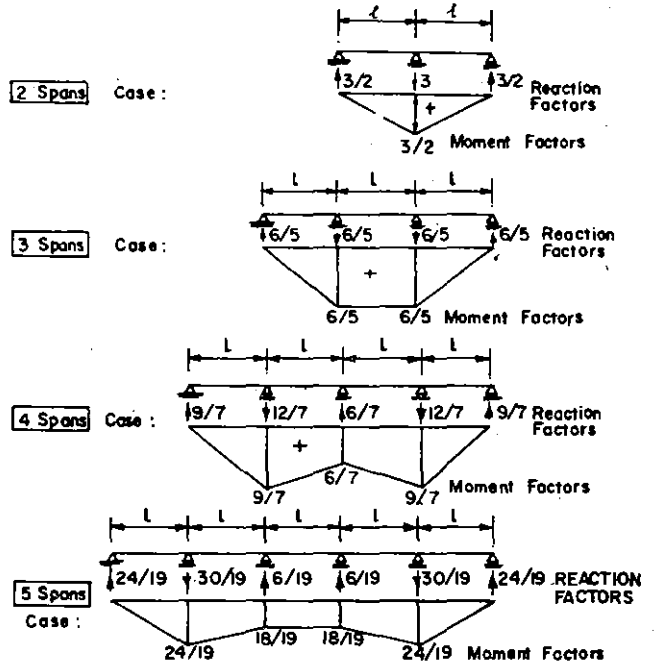 l l
3/2 3 3/2 Reaction Factors
2 Spans Case :
+
3/2 Moment Factors
l l l
6/5 6/5 6/5 6/5 Reaction Factors
3 Spans Case :
+
6/5 6/5 Moment Factors
l l l l
4 Spans Case :
9/7 12/7 6/7 12/7 9/7 Reaction Factors
+
6/7
9/7 9/7 Moment Factors
l l l l l
24/19 30/19 6/19 6/19 30/19 24/19 REACTION FACTORS
5 Spans Case :
18/19 18/19
24/19 24/19 Moment Factors